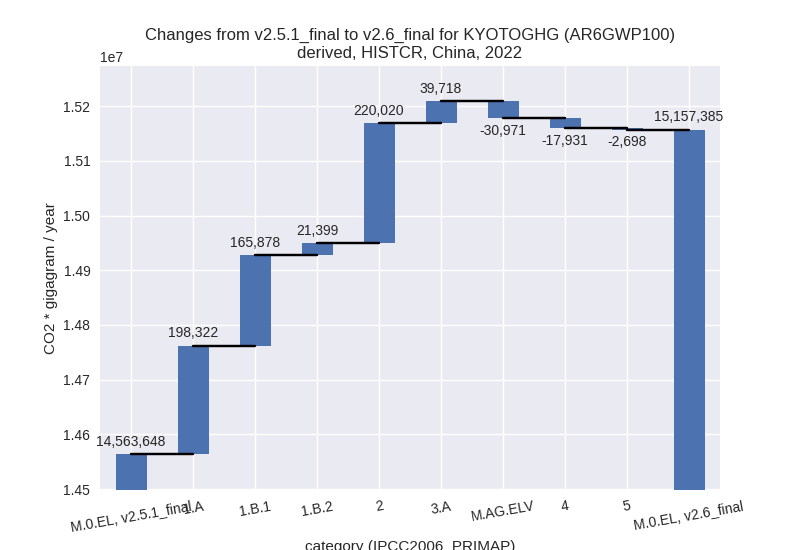 Changes from v2.5.1_final to v2.6_final for KYOTOGHG (AR6GWP100)
derived, HISTCR, China, 2022
1e7
39,718
1.52
220,020
15,157,385
-30,971
-17,931
-2,698
1.51
1.50
165,878
21,399
1.49
1.48
198,322
1.47
1.46
14,563,648
1.45
CO2 * gigagram / year
M.0.EL, v2.5.1_final
1.A
1.B.1
1.B.2
2
3.A
M.AG.ELV
4
5
M.0.EL, v2.6_final
category (IPCC2006_PRIMAP)